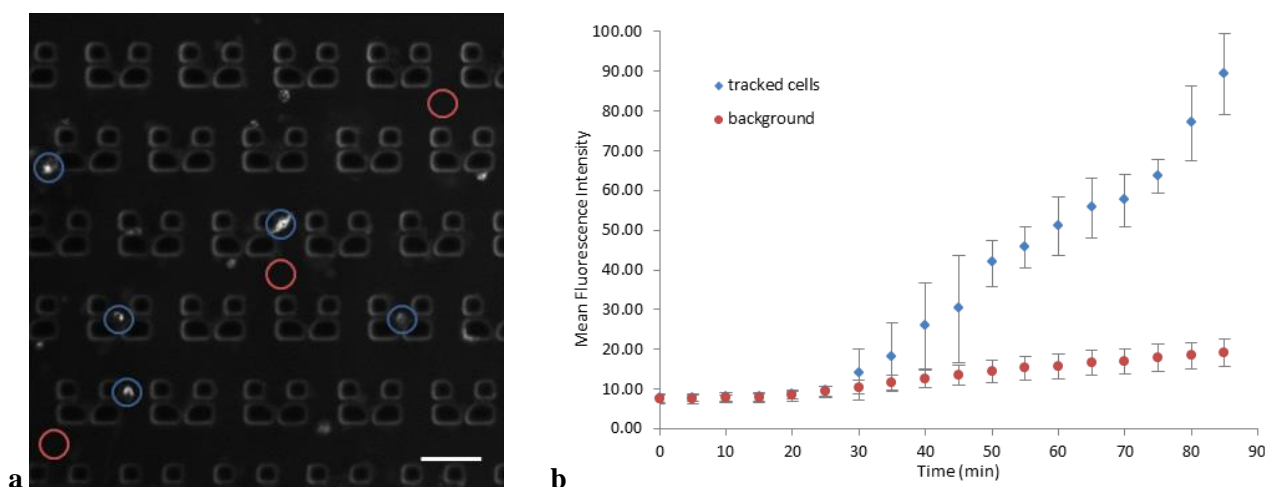 a
b
100.00
90.00
80.00
70.00
60.00
50.00
40.00
30.00
20.00
10.00
0.00
Mean Fluorescence Intensity
tracked cells
background
0 10 20 30 40 50 60 70 80 90
Time (min)